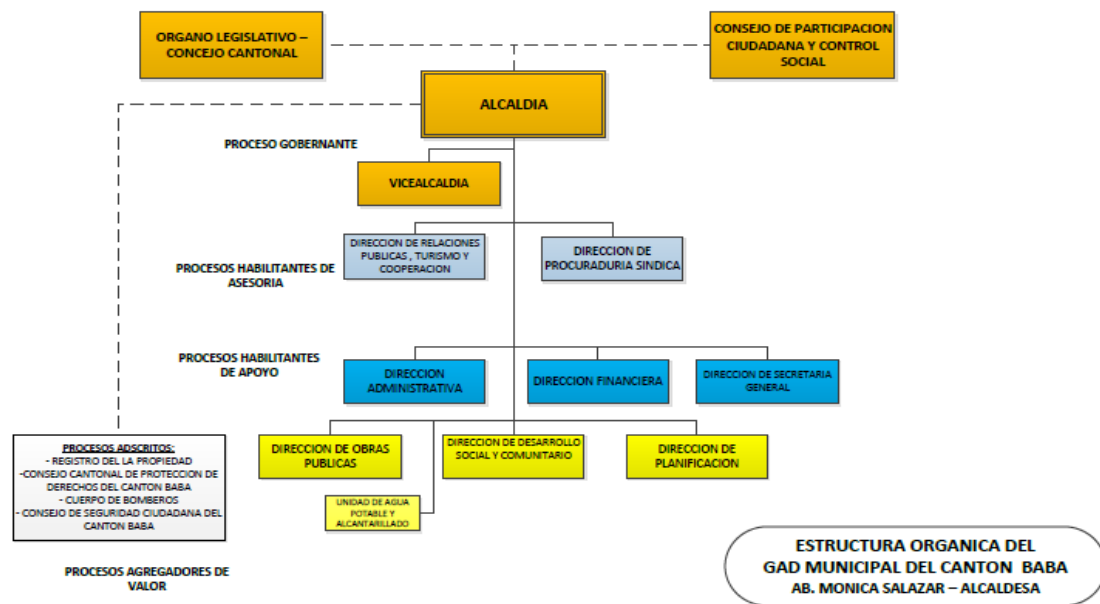 ORGANO LEGISLATIVO –
CONCEJO CANTONAL
CONSEJO DE PARTICIPACION
CIUDADANA Y CONTROL
SOCIAL
ALCALDIA
PROCESO GOBERNANTE
VICEALCALDIA
DIRECCION DE RELACIONES
PUBLICAS , TURISMO Y
COOPERACION
DIRECCION DE
PROCURADURIA SINDICA
PROCESOS HABILITANTES DE
ASESORIA
PROCESOS HABILITANTES
DE APOYO
DIRECCION
ADMINISTRATIVA
DIRECCION FINANCIERA
DIRECCION DE SECRETARIA
GENERAL
PROCESOS ADSCRITOS:
- REGISTRO DEL LA PROPIEDAD
-CONSEJO CANTONAL DE PROTECCION DE
DERECHOS DEL CANTON BABA
- CUERPO DE BOMBEROS
- CONSEJO DE SEGURIDAD CIUDADANA DEL
CANTON BABA
DIRECCION DE OBRAS
PUBLICAS
DIRECCION DE DESARROLLO
SOCIAL Y COMUNITARIO
DIRECCION DE
PLANIFICACION
UNIDAD DE AGUA
POTABLE Y
ALCANTARILLADO
PROCESOS AGREGADORES DE
VALOR
ESTRUCTURA ORGANICA DEL
GAD MUNICIPAL DEL CANTON BABA
AB. MONICA SALAZAR – ALCALDESA